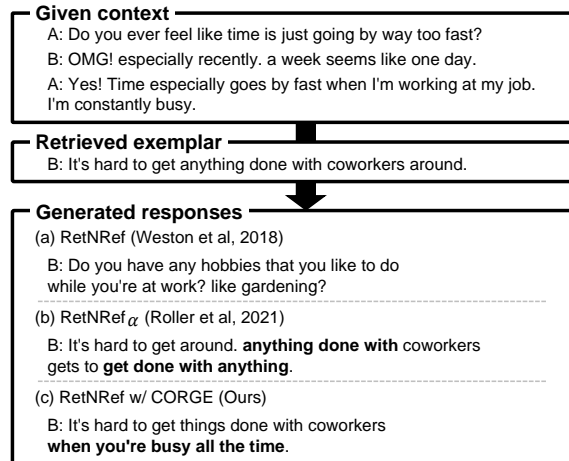 Given context
A: Do you ever feel like time is just going by way too fast?
B: OMG! especially recently. a week seems like one day.
A: Yes! Time especially goes by fast when I'm working at my job.
I'm constantly busy.
Retrieved exemplar
B: It's hard to get anything done with coworkers around.
Generated responses
(a) RetNRef (Weston et al, 2018)
B: Do you have any hobbies that you like to do
while you're at work? like gardening?
(b) RetNRef𝛼 (Roller et al, 2021)
B: It's hard to get around. anything done with coworkers
gets to get done with anything.
(c) RetNRef w/ CORGE (Ours)
B: It's hard to get things done with coworkers
when you're busy all the time.